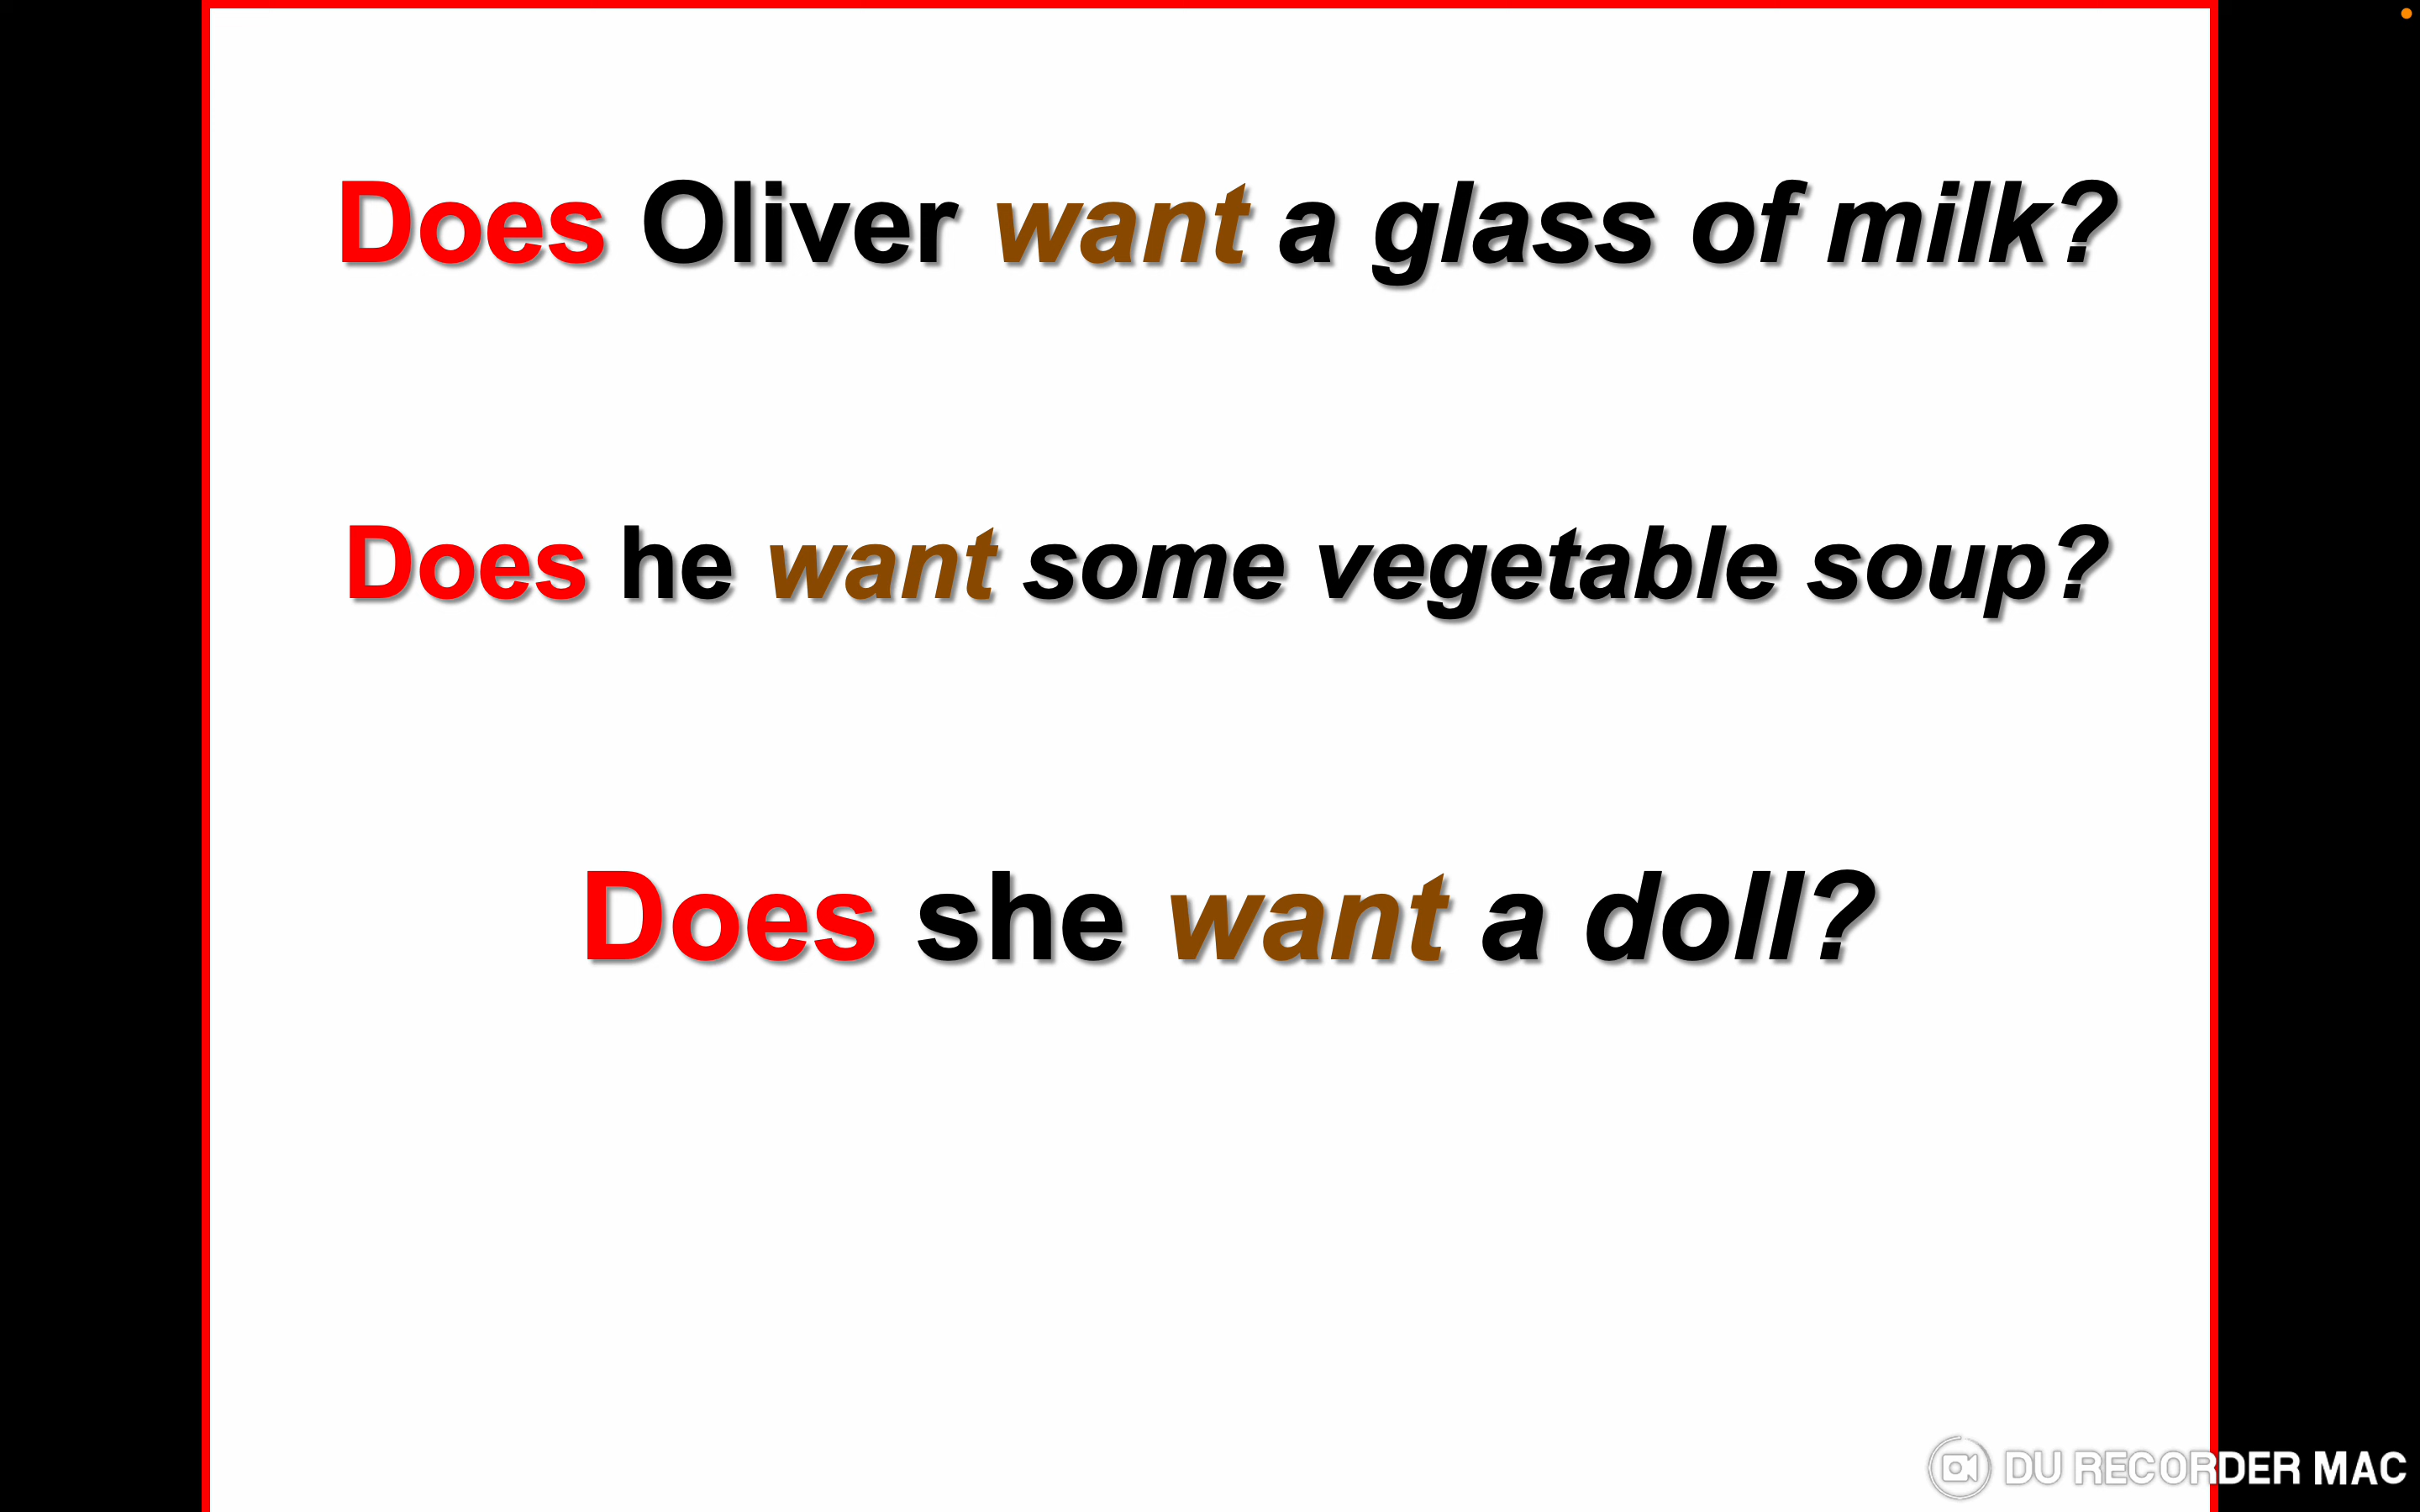 Does Oliver want a glass of milk?
Does he want some vegetable soup?
Does she want a doll?
DU RECORDER MAC